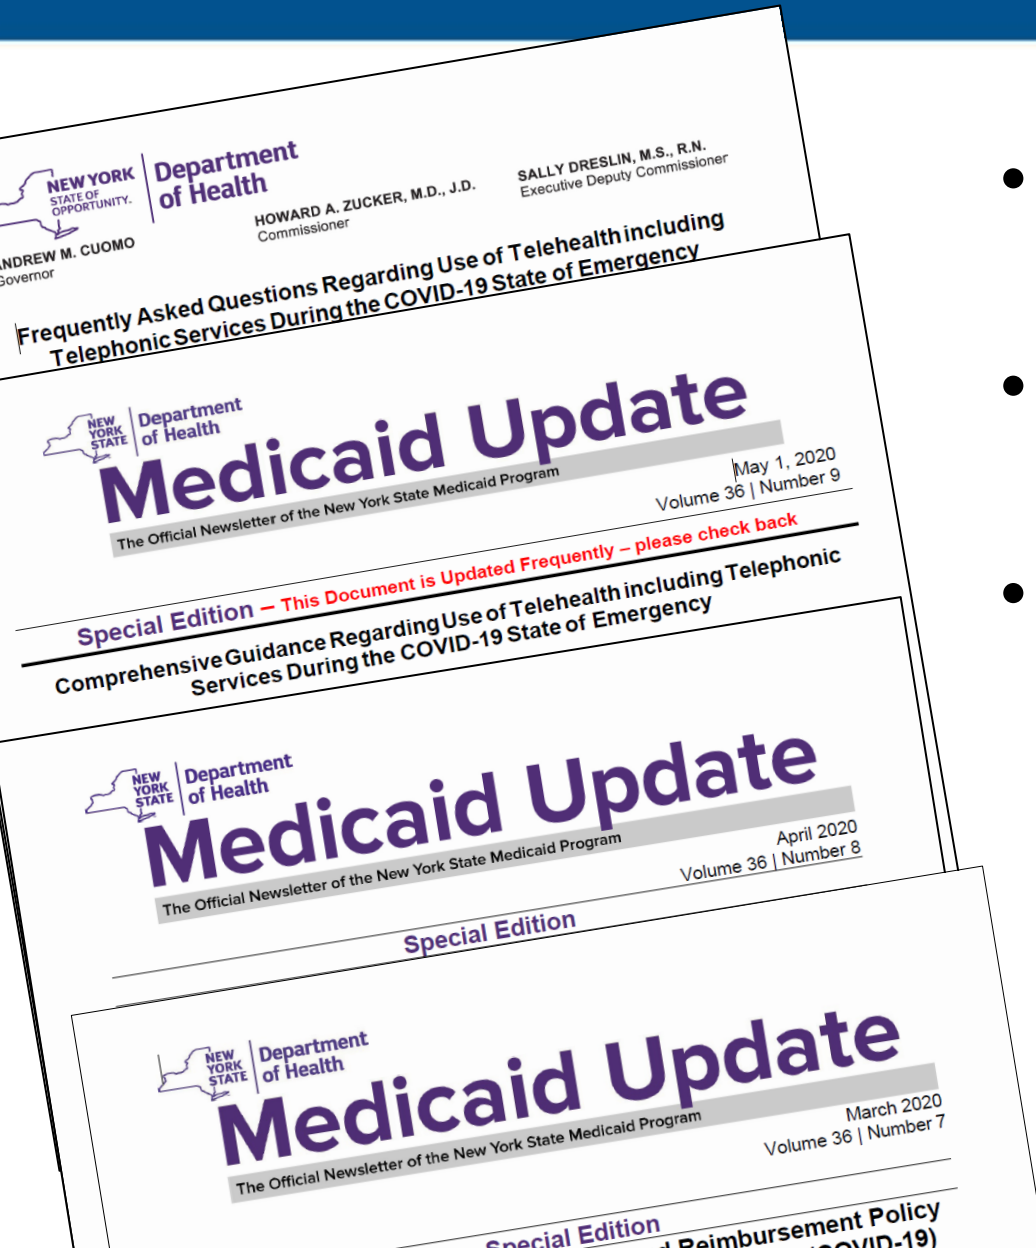 NEW YORK
STATE OF
OPPORTUNITY.
Department
of Health
ANDREW M. CUOMO
Governor
HOWARD A. ZUCKER, M.D., J.D.
Commissioner
SALLY DRESLIN, M.S., R.N.
Executive Deputy Commissioner
Frequently Asked Questions Regarding Use of Telehealth including
Telephonic Services During the COVID-19 State of Emergency
NEW
YORK
STATE
Department
of Health
Medicaid Update
The Official Newsletter of the New York State Medicaid Program
May 1, 2020
Volume 36 | Number 9
Special Edition – This Document is Updated Frequently – please check back
Comprehensive Guidance Regarding Use of Telehealth including Telephonic
Services During the COVID-19 State of Emergency
NEW
YORK
STATE
Department
of Health
Medicaid Update
The Official Newsletter of the New York State Medicaid Program
April 2020
Volume 36 | Number 8
Special Edition
NEW
YORK
STATE
Department
of Health
Medicaid Update
The Official Newsletter of the New York State Medicaid Program
March 2020
Volume 36 | Number 7
Special Edition
d Reimbursement Policy
COVID-19)